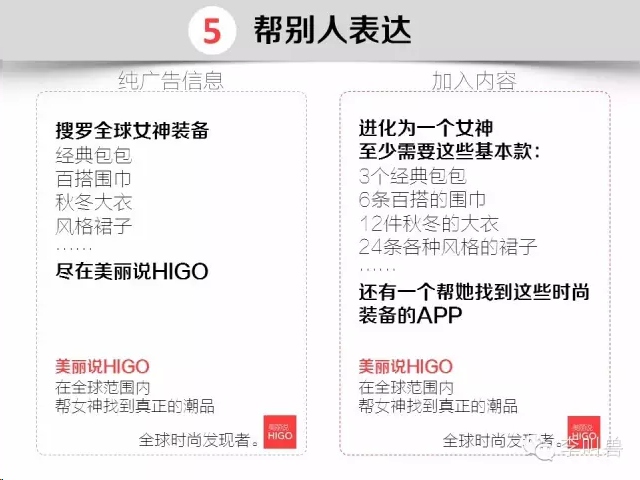 5 帮别人表达
纯广告信息
搜罗全球女神装备
经典包包
百搭围巾
秋冬大衣
风格裙子
……
尽在美丽说HIGO
美丽说HIGO
在全球范围内
帮女神找到真正的潮品
全球时尚发现者。
美丽说
HIGO
加入内容
进化为一个女神
至少需要这些基本款：
3个经典包包
6条百搭的围巾
12件秋冬的大衣
24条各种风格的裙子
……
还有一个帮她找到这些时尚
装备的APP
美丽说HIGO
在全球范围内
帮女神找到真正的潮品
全球时尚发现者。
美丽说
HIGO
李叫兽